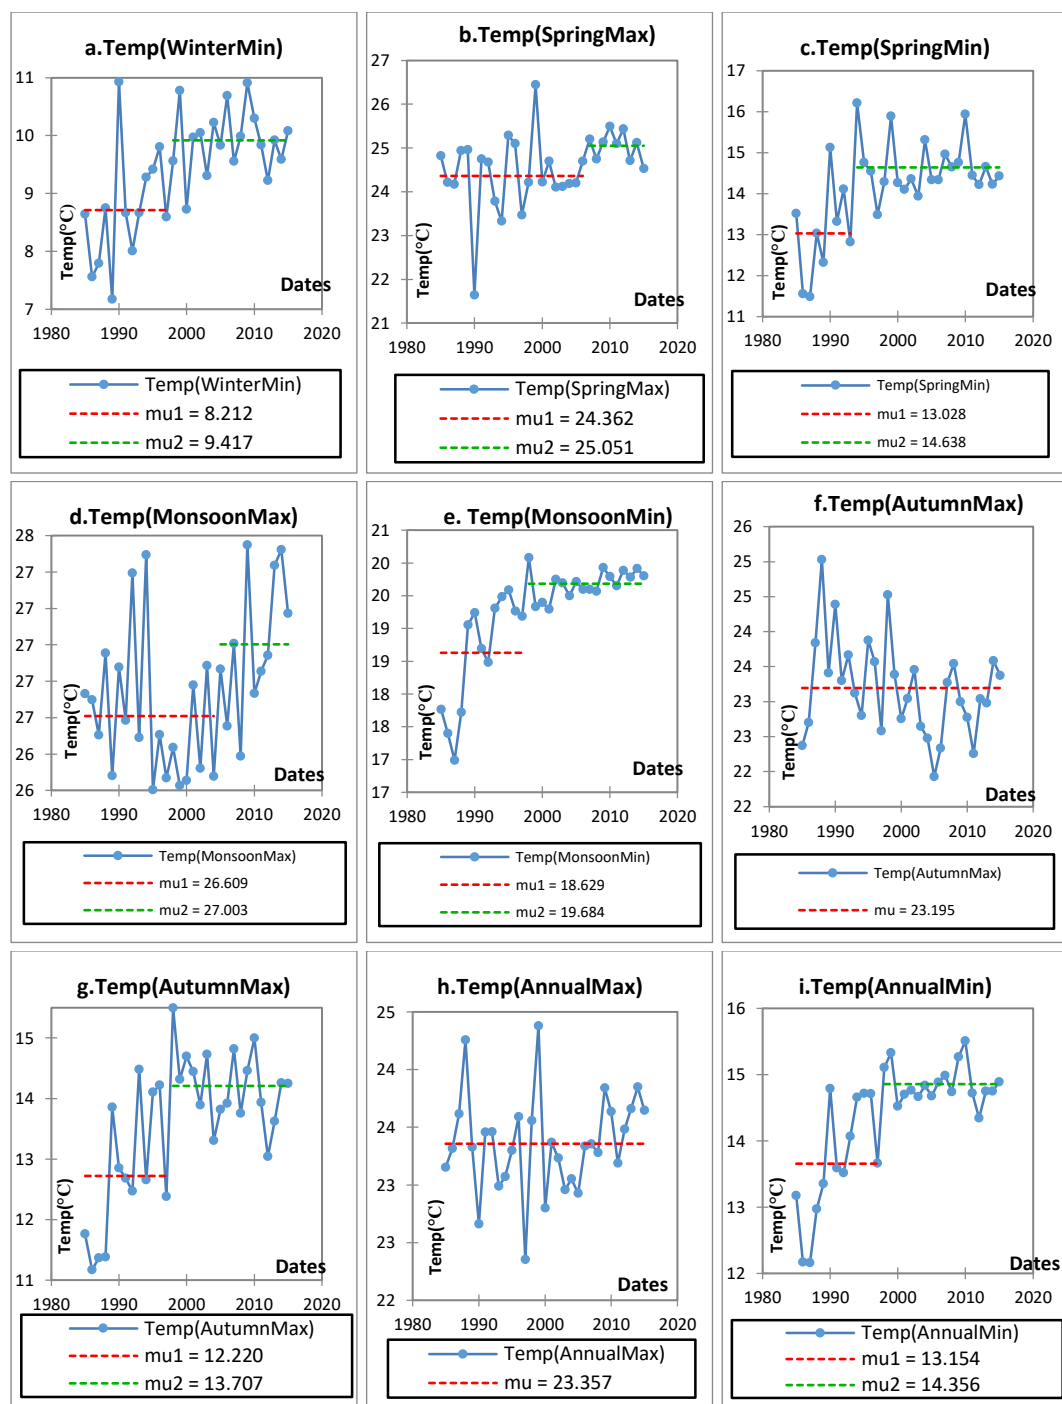 a.Temp(WinterMin)
11
10
9
8
7
Temp(°C)
Dates
1980 1990 2000 2010 2020
Temp(WinterMin)
mu1 = 8.212
mu2 = 9.417
b.Temp(SpringMax)
27
26
25
24
23
22
21
Temp(°C)
Dates
1980 1990 2000 2010 2020
Temp(SpringMax)
mu1 = 24.362
mu2 = 25.051
c.Temp(SpringMin)
17
16
15
14
13
12
11
Temp(°C)
Dates
1980 1990 2000 2010 2020
Temp(SpringMin)
mu1 = 13.028
mu2 = 14.638
d.Temp(MonsoonMax)
28
27
27
27
27
27
26
26
Temp(°C)
Dates
1980 1990 2000 2010 2020
Temp(MonsoonMax)
mu1 = 26.609
mu2 = 27.003
e. Temp(MonsoonMin)
21
20
20
19
19
18
18
17
17
Temp(°C)
Dates
1980 1990 2000 2010 2020
Temp(MonsoonMin)
mu1 = 18.629
mu2 = 19.684
f.Temp(AutumnMax)
26
25
25
24
24
23
23
22
22
Temp(°C)
Dates
1980 1990 2000 2010 2020
Temp(AutumnMax)
mu = 23.195
g.Temp(AutumnMax)
15
14
13
12
11
Temp(°C)
Dates
1980 1990 2000 2010 2020
Temp(AutumnMax)
mu1 = 12.220
mu2 = 13.707
h.Temp(AnnualMax)
25
24
24
23
23
22
Temp(°C)
Dates
1980 1990 2000 2010 2020
Temp(AnnualMax)
mu = 23.357
i.Temp(AnnualMin)
16
15
14
13
12
Temp(°C)
Dates
1980 1990 2000 2010 2020
Temp(AnnualMin)
mu1 = 13.154
mu2 = 14.356